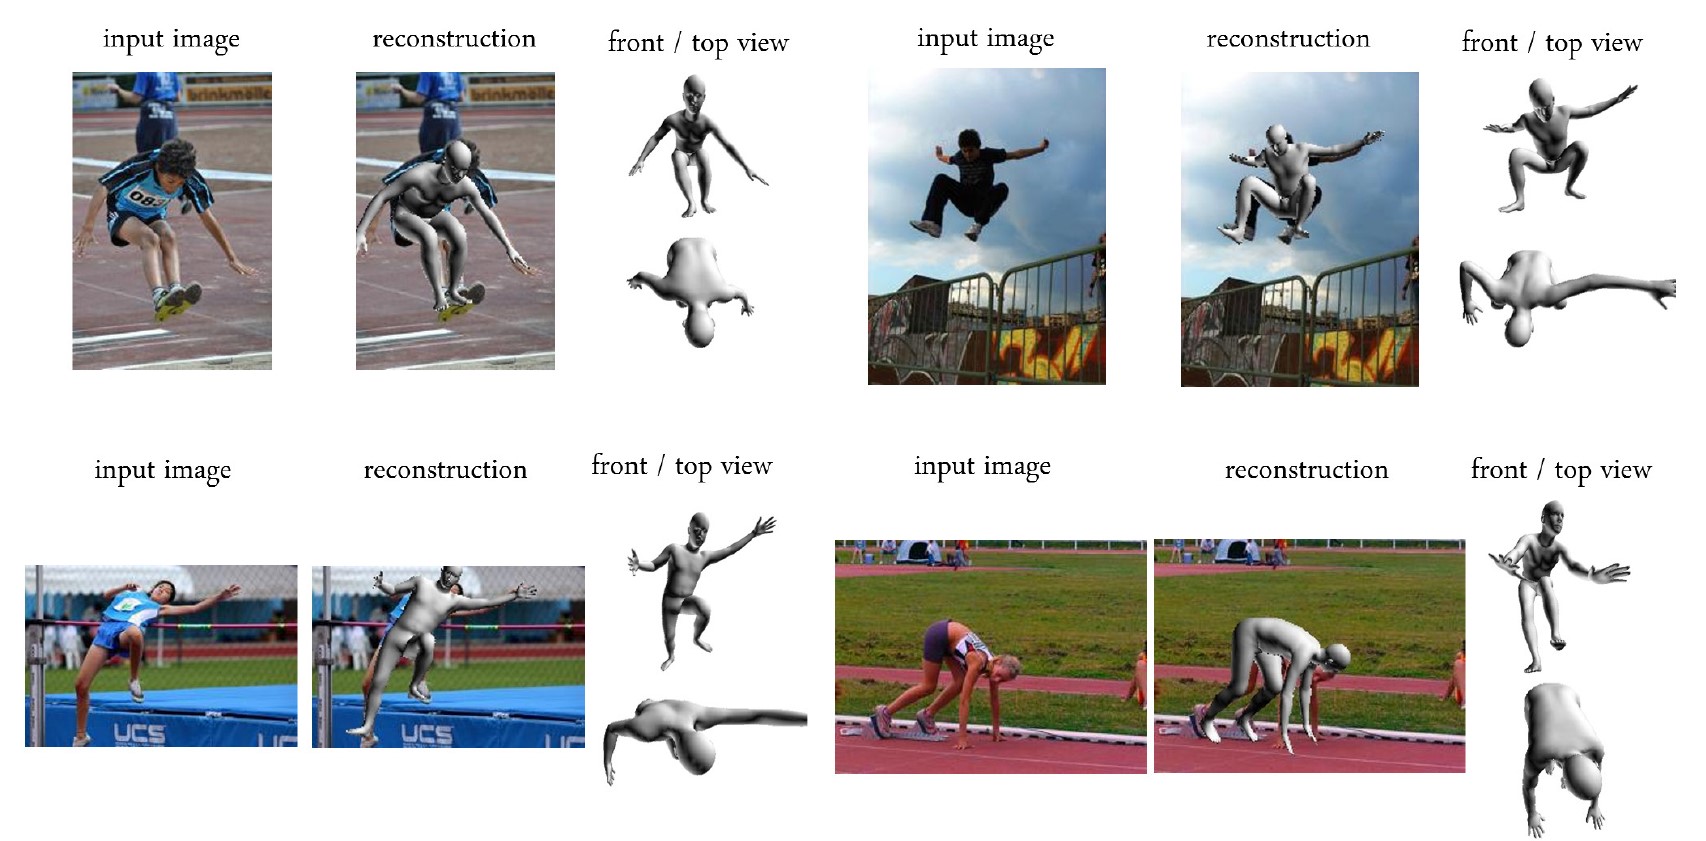 input image
reconstruction
front / top view
input image
reconstruction
front / top view
brinkmölle
083
brinkmölle
input image
reconstruction
front / top view
input image
reconstruction
front / top view
UCS
UCS